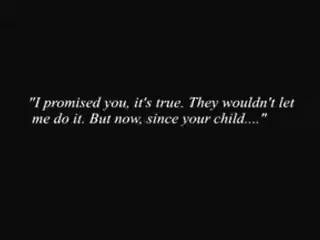 "I promised you, it's true. They wouldn't let
me do it. But now, since your child...."